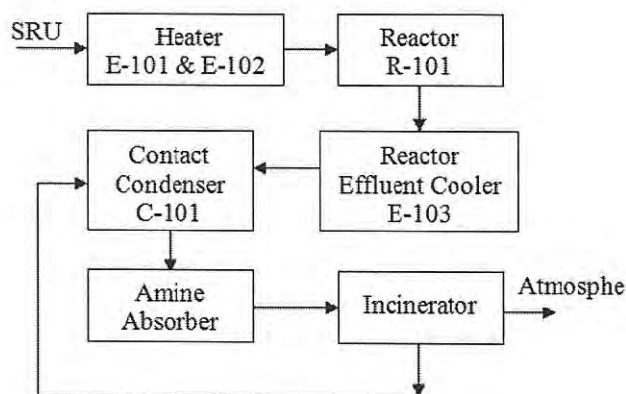 SRU
Heater
E-101 & E-102
Reactor
R-101
Contact
Condenser
C-101
Reactor
Effluent Cooler
E-103
Amine
Absorber
Incinerator
Atmosphe